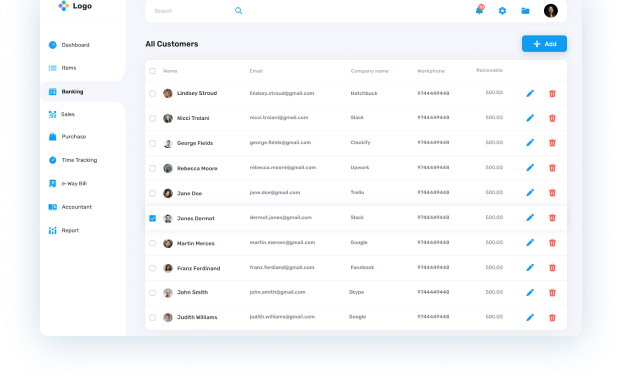 Logo
Search
10
Dashboard
Items
Banking
Sales
Purchase
Time Tracking
e-Way Bill
Accountant
Report
All Customers
Add
Name Email Company name Workphone Receivable
Lindsey Stroud lindsey.stroud@gmail.com Hatchbuck 9744449448 500.00
Nicci Troiani nicci.troiani@gmail.com Slack 9744449448 500.00
George Fields george.fields@gmail.com Clockify 9744449448 500.00
Rebecca Moore rebecca.moore@gmail.com Upwork 9744449448 500.00
Jane Doe jane.doe@gmail.com Trello 9744449448 500.00
Jones Dermot dermot.jones@gmail.com Slack 9744449448 500.00
Martin Merces martin.merces@gmail.com Google 9744449448 500.00
Franz Ferdinand franz.ferdiand@gmail.com Facebook 9744449448 500.00
John Smith john.smith@gmail.com Skype 9744449448 500.00
Judith Williams judith.williams@gmail.com Google 9744449448 500.00